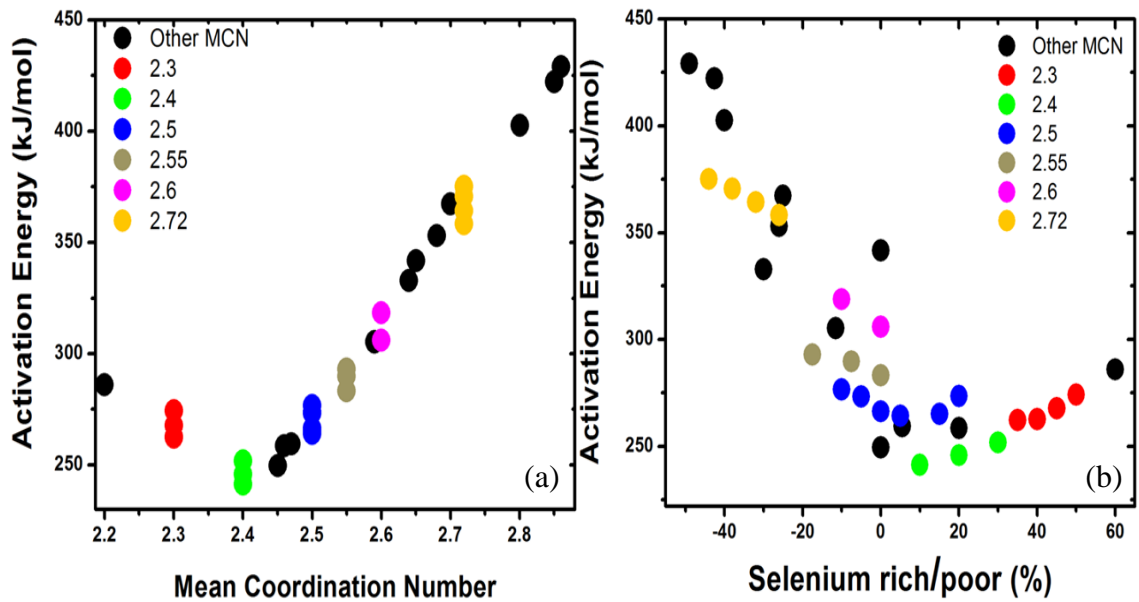 Activation Energy (kJ/mol)
450
400
350
300
250
Other MCN
2.3
2.4
2.5
2.55
2.6
2.72
(a)
2.2 2.3 2.4 2.5 2.6 2.7 2.8
Mean Coordination Number
Activation Energy (kJ/mol)
450
400
350
300
250
Other MCN
2.3
2.4
2.5
2.55
2.6
2.72
(b)
-40 -20 0 20 40 60
Selenium rich/poor (%)